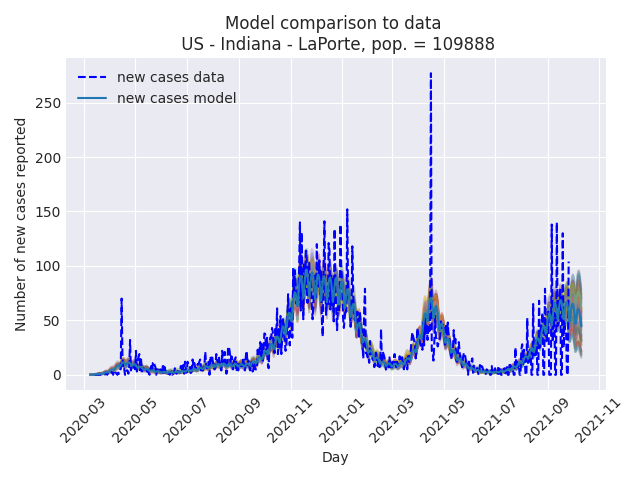 Model comparison to data
US - Indiana - LaPorte, pop. = 109888
new cases data
new cases model
Number of new cases reported
250
200
150
100
50
0
2020-03
2020-05
2020-07
2020-09
2020-11
2021-01
2021-03
2021-05
2021-07
2021-09
2021-11
Day